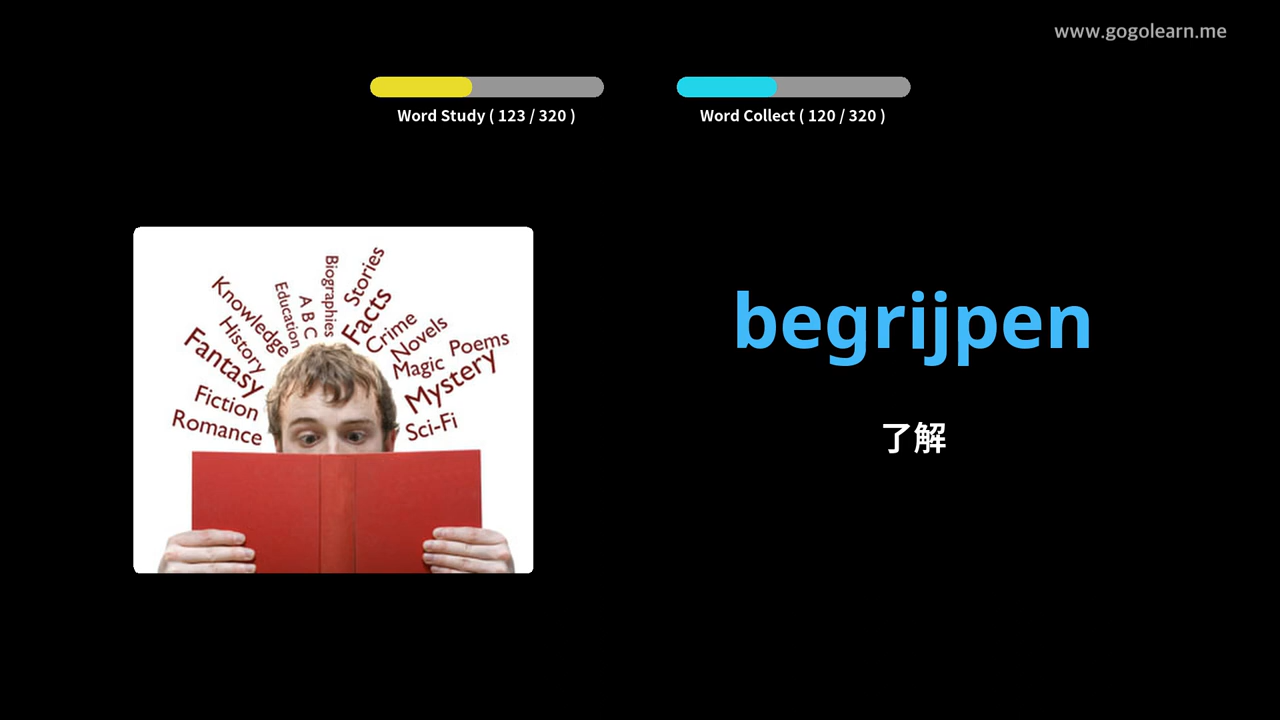 www.gogolearn.me
Word Study ( 123 / 320 )
Word Collect ( 120 / 320 )
Knowledge
Education
A B C
Biographies
Stories
Facts
Crime
Novels
Poems
Magic
Mystery
Sci-Fi
History
Fantasy
Fiction
Romance
begrijpen
了解